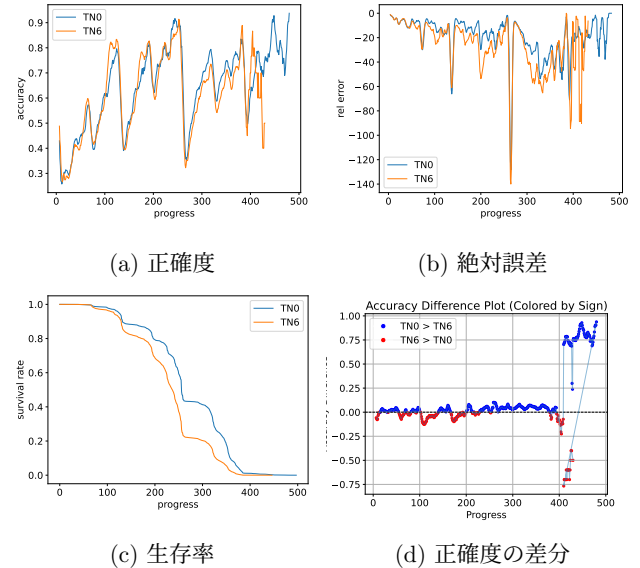 TN0
TN6
accuracy
0.9
0.8
0.7
0.6
0.5
0.4
0.3
0
100
200
300
400
500
progress
(a) 正確度
TN0
TN6
rel error
0
−20
−40
−60
−80
−100
−120
−140
0
100
200
300
400
500
progress
(b) 絶対誤差
TN0
TN6
survival rate
1.0
0.8
0.6
0.4
0.2
0.0
0
100
200
300
400
500
progress
(c) 生存率
Accuracy Difference Plot (Colored by Sign)
TN0 > TN6
TN6 > TN0
1.00
0.75
0.50
0.25
0.00
−0.25
−0.50
−0.75
0
100
200
300
400
500
Progress
(d) 正確度の差分